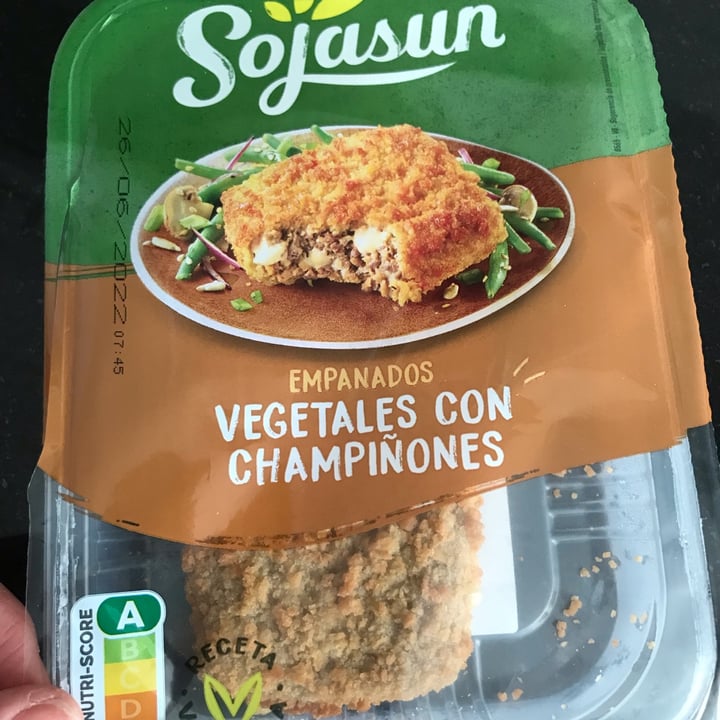 Sojasun
26/06/2022 07:45
EMPANADOS
VEGETALES CON
CHAMPIÑONES
NUTRI-SCORE
A
B
C
D
RECETA